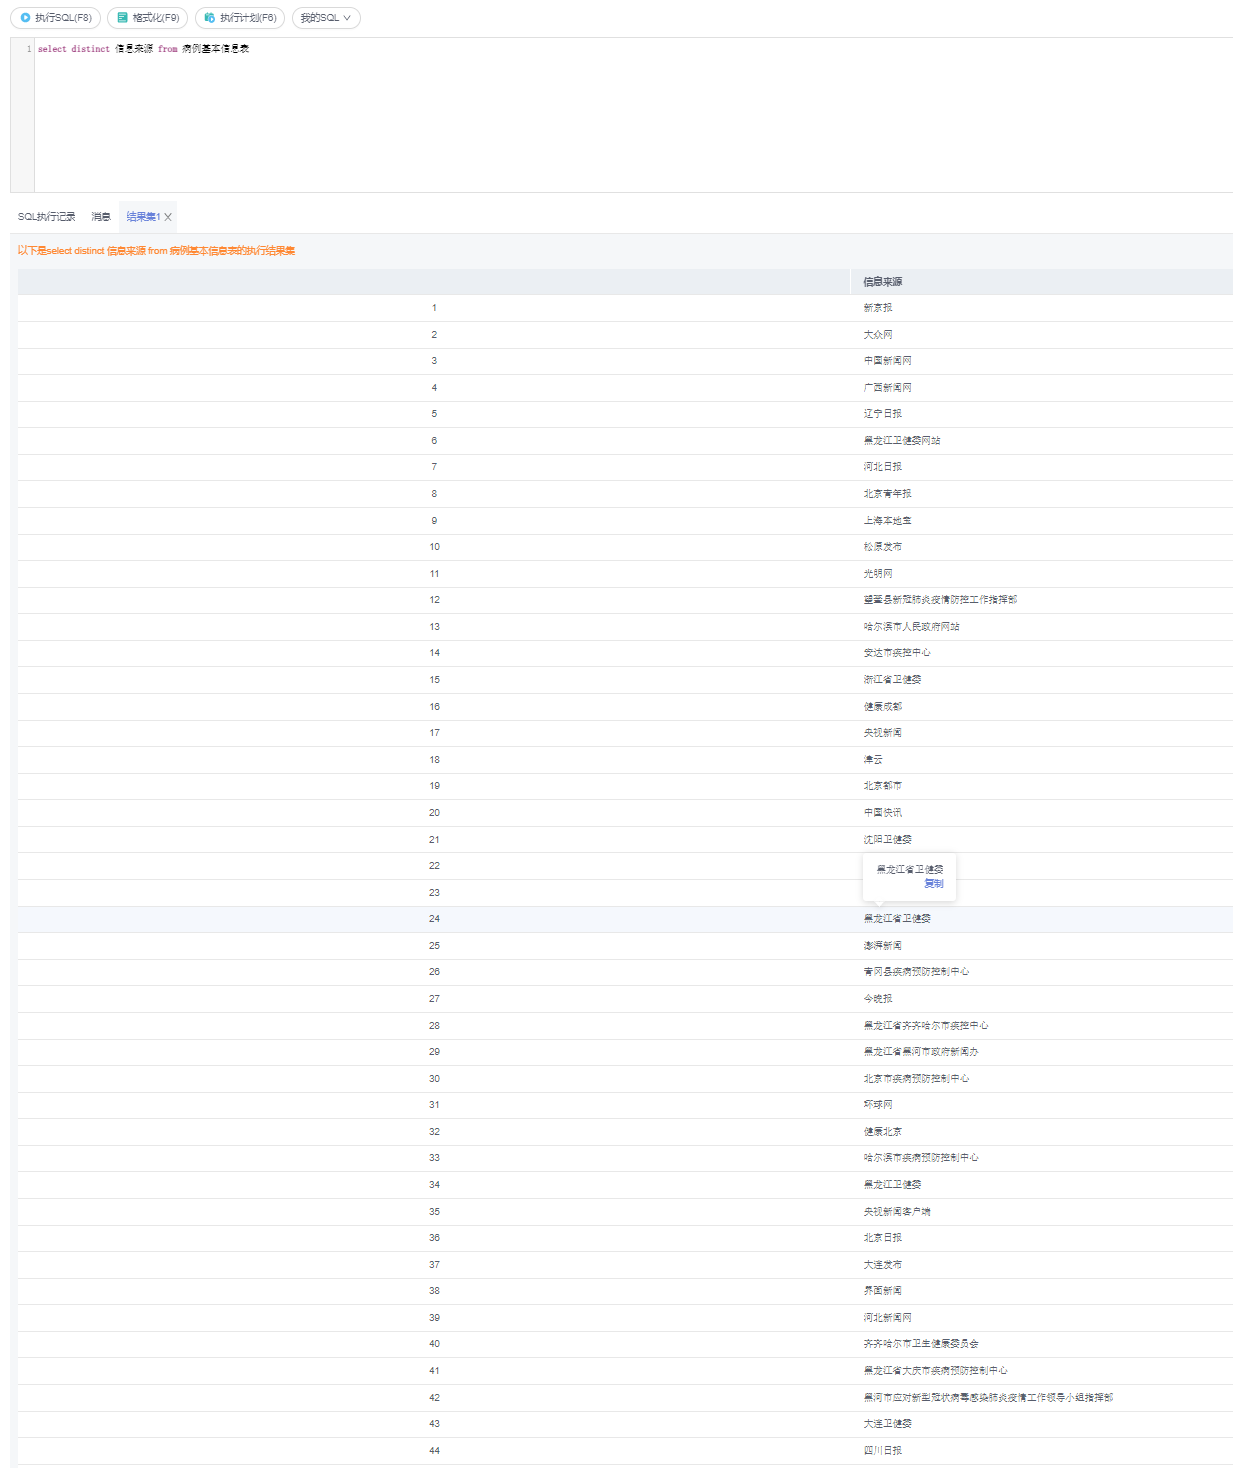 执行SQL(F8) 格式化(F9) 执行计划(F6) 我的SQL
1 select distinct 信息来源 from 病例基本信息表
SQL执行记录 消息 结果集1
以下是select distinct 信息来源 from 病例基本信息表的执行结果集
信息来源
1 新京报
2 大众网
3 中国新闻网
4 广西新闻网
5 辽宁日报
6 黑龙江卫健委网站
7 河北日报
8 北京青年报
9 上海本地宝
10 松原发布
11 光明网
12 望奎县新冠肺炎疫情防控工作指挥部
13 哈尔滨市人民政府网站
14 安达市疾控中心
15 浙江省卫健委
16 健康成都
17 央视新闻
18 津云
19 北京都市
20 中国快讯
21 沈阳卫健委
22
黑龙江省卫健委
复制
23
24 黑龙江省卫健委
25 澎湃新闻
26 青冈县疾病预防控制中心
27 今晚报
28 黑龙江省齐齐哈尔市疾控中心
29 黑龙江省黑河市政府新闻办
30 北京市疾病预防控制中心
31 环球网
32 健康北京
33 哈尔滨市疾病预防控制中心
34 黑龙江卫健委
35 央视新闻客户端
36 北京日报
37 大连发布
38 界面新闻
39 河北新闻网
40 齐齐哈尔市卫生健康委员会
41 黑龙江省大庆市疾病预防控制中心
42 黑河市应对新型冠状病毒感染肺炎疫情工作领导小组指挥部
43 大连卫健委
44 四川日报